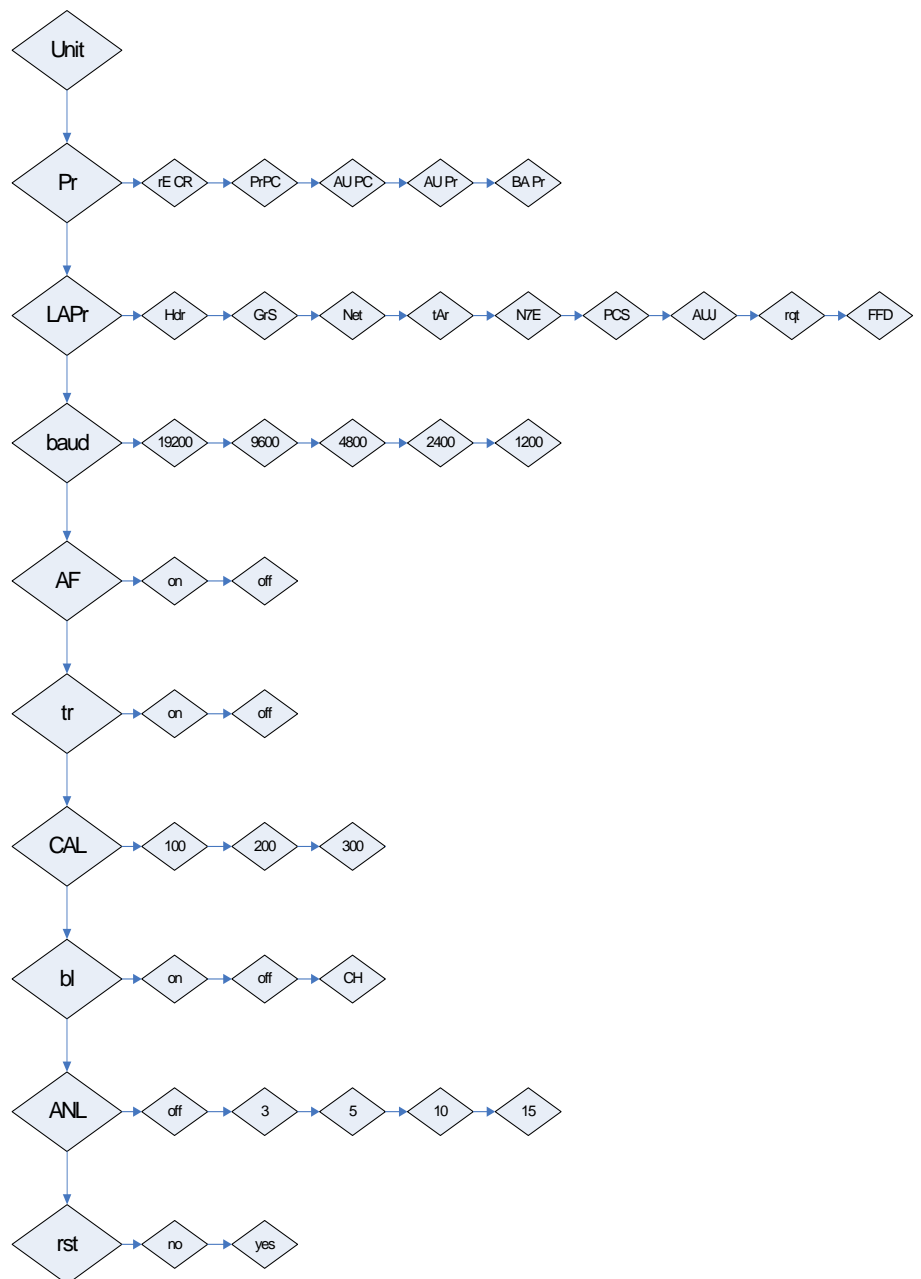 Unit
Pr rE CR PrPC AU PC AU Pr BA Pr
LAPr Hdr GrS Net tAr N7E PCS AUJ rqt FFD
baud 19200 9600 4800 2400 1200
AF on off
tr on off
CAL 100 200 300
bl on off CH
ANL off 3 5 10 15
rst no yes